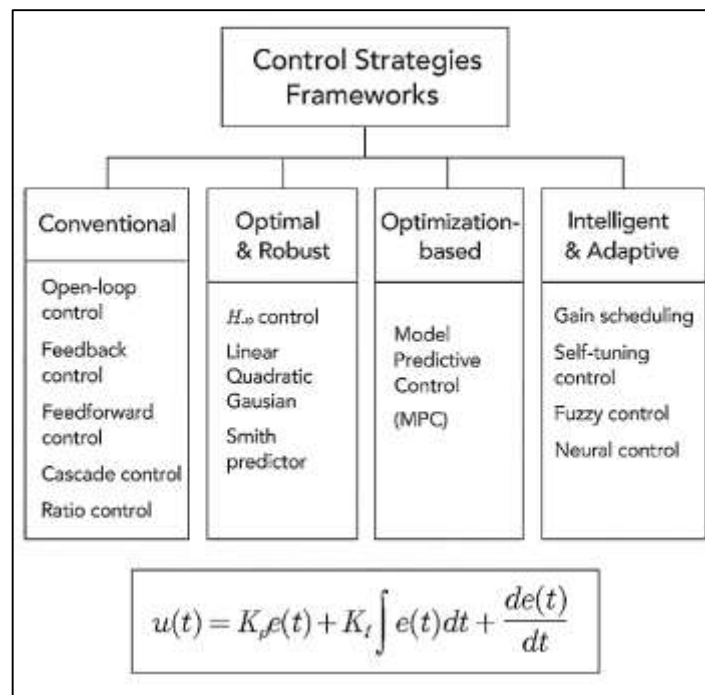 Control Strategies
Frameworks
Conventional
Open-loop
control
Feedback
control
Feedforward
control
Cascade control
Ratio control
Optimal
& Robust
H∞ control
Linear
Quadratic
Gaussian
Smith
predictor
Optimization-
based
Model
Predictive
Control
(MPC)
Intelligent
& Adaptive
Gain scheduling
Self-tuning
control
Fuzzy control
Neural control
u(t) = Kₚe(t) + Kᵢ∫e(t)dt + de(t)/dt